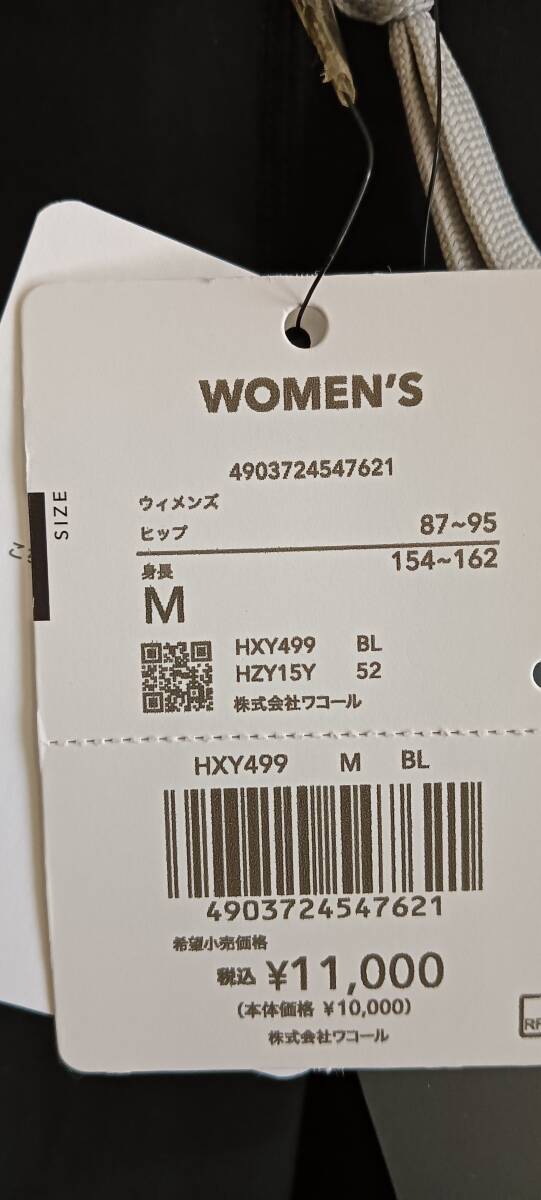 WOMEN'S
4903724547621
SIZE
ウィメンズ
ヒップ 87~95
身長 154~162
M
HXY499 BL
HZY15Y 52
株式会社ワコール
HXY499 M BL
4903724547621
希望小売価格
税込 ¥11,000
(本体価格 ¥10,000)
株式会社ワコール